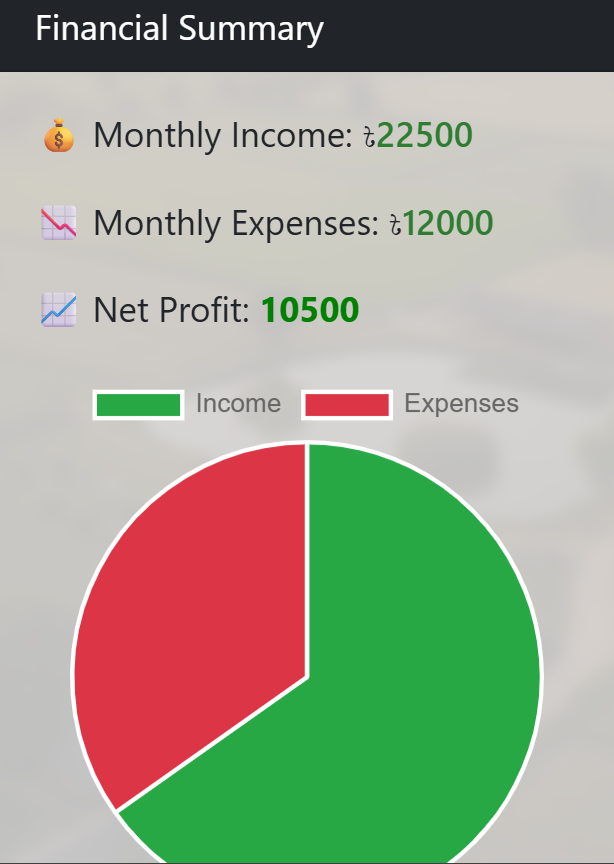 Financial Summary
💰 Monthly Income: ৳22500
📉 Monthly Expenses: ৳12000
📈 Net Profit: 10500
Income Expenses